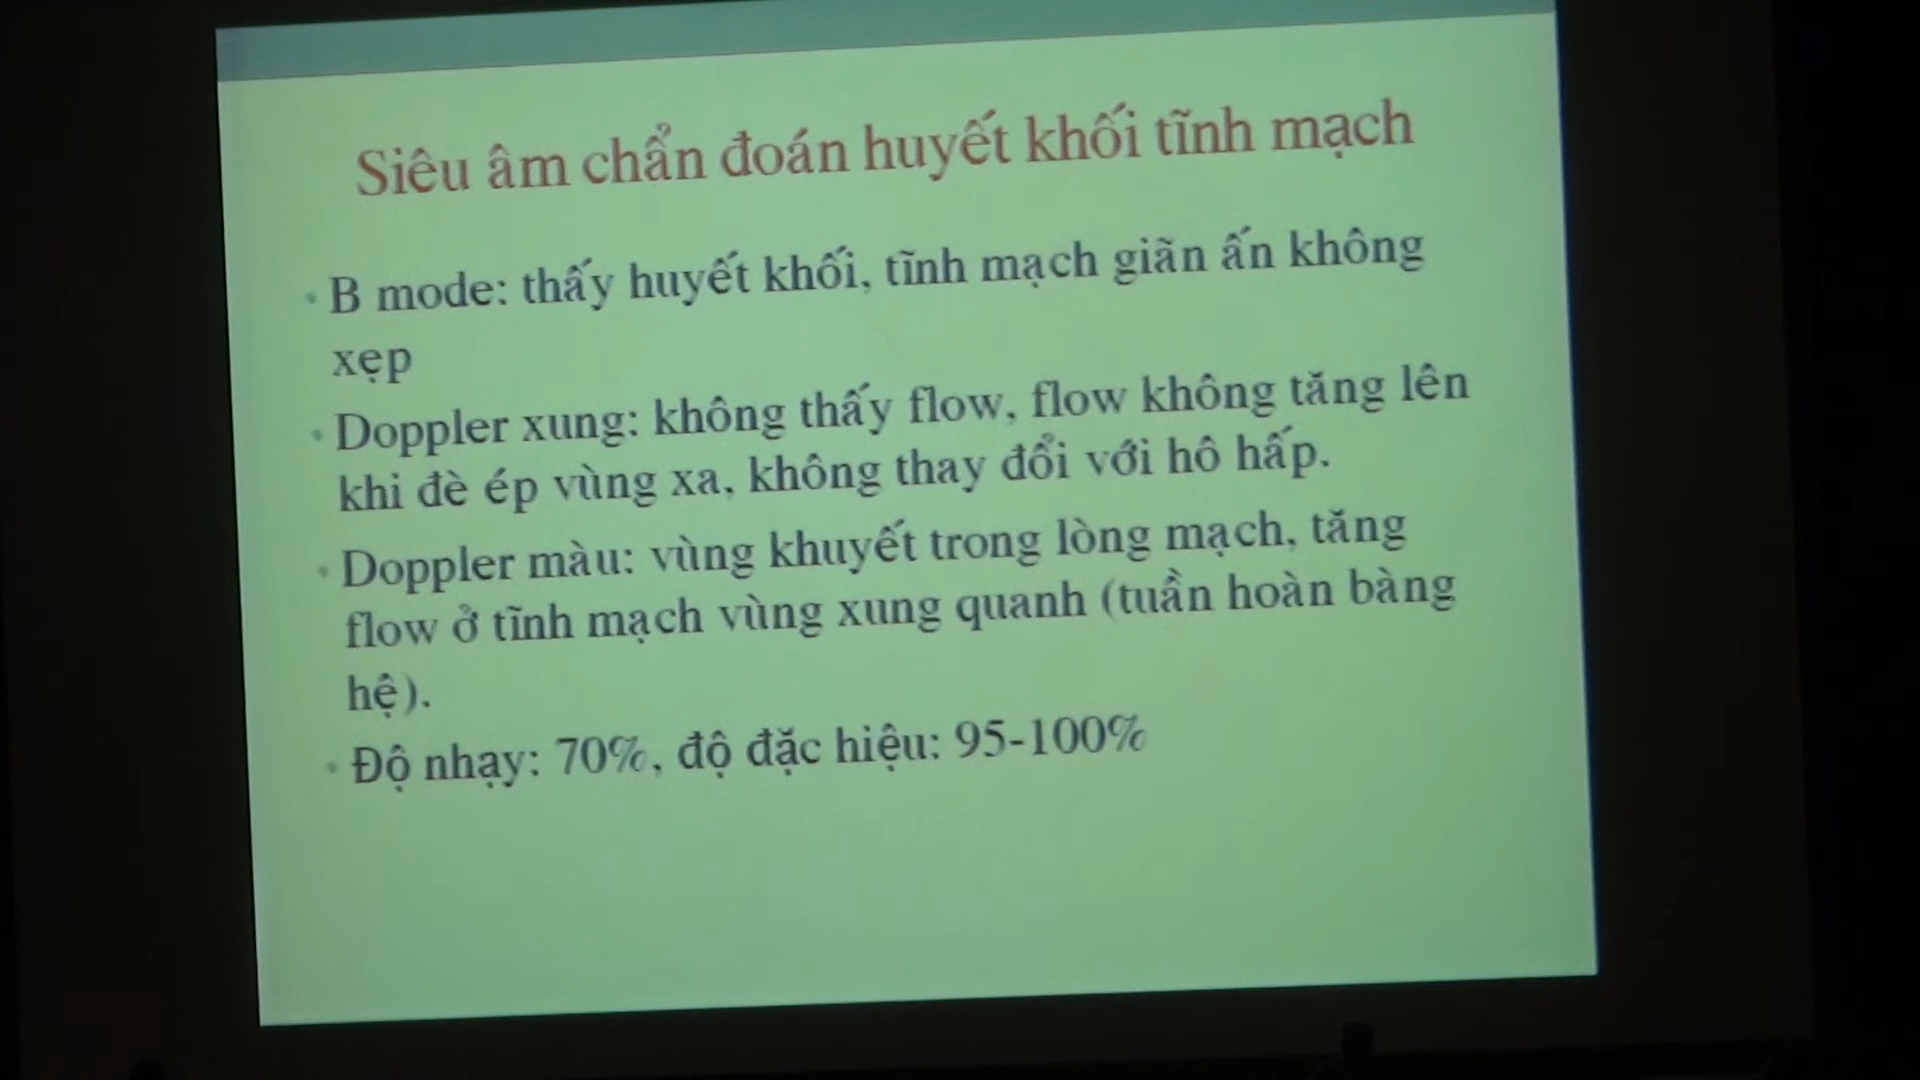 Siêu âm chẩn đoán huyết khối tĩnh mạch
• B mode: thấy huyết khối, tĩnh mạch giãn ấn không
xẹp
• Doppler xung: không thấy flow, flow không tăng lên
khi đè ép vùng xa, không thay đổi với hô hấp.
• Doppler màu: vùng khuyết trong lòng mạch, tăng
flow ở tĩnh mạch vùng xung quanh (tuần hoàn bàng
hệ).
• Độ nhạy: 70%, độ đặc hiệu: 95-100%